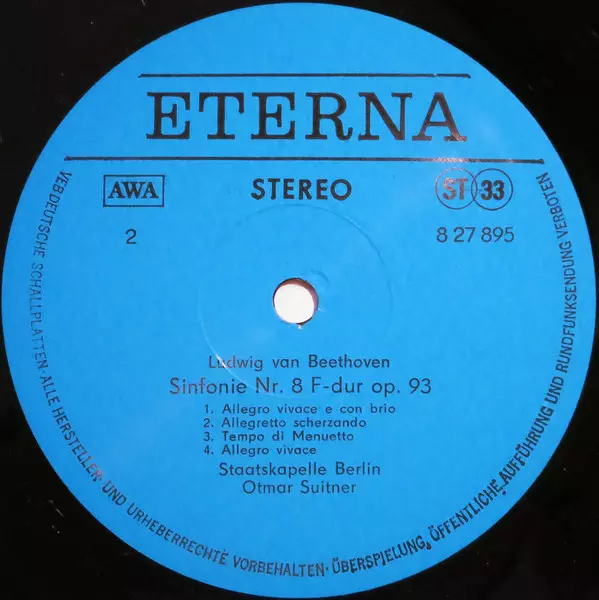 ETERNA
AWA
STEREO
ST 33
2
8 27 895
Ludwig van Beethoven
Sinfonie Nr. 8 F-dur op. 93
1. Allegro vivace e con brio
2. Allegretto scherzando
3. Tempo di Menuetto
4. Allegro vivace
Staatskapelle Berlin
Otmar Suitner
VEB DEUTSCHE SCHALLPLATTEN · ALLE HERSTELLER- UND URHEBERRECHTE VORBEHALTEN · ÜBERSPIELUNG, ÖFFENTLICHE AUFFÜHRUNG UND RUNDFUNKSENDUNG VERBOTEN